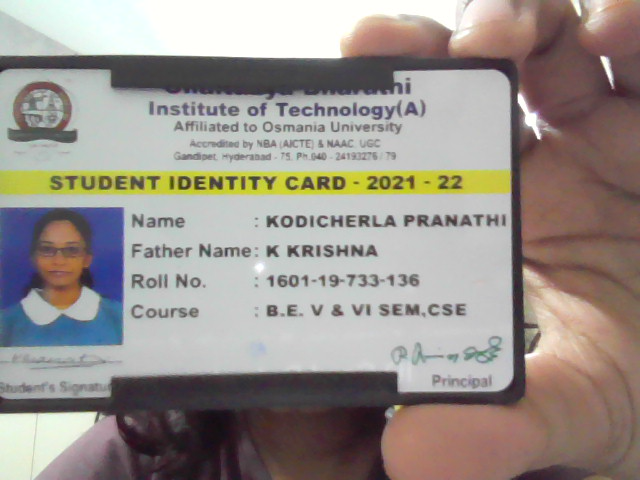 Institute of Technology(A)
Affiliated to Osmania University
Accredited by NBA (AICTE) & NAAC, UGC
Gandipet, Hyderabad - 75. Ph.040 - 24193276 / 79
STUDENT IDENTITY CARD - 2021 - 22
Name : KODICHERLA PRANATHI
Father Name: K KRISHNA
Roll No. : 1601-19-733-136
Course : B.E. V & VI SEM,CSE
Student's Signatu
Principal